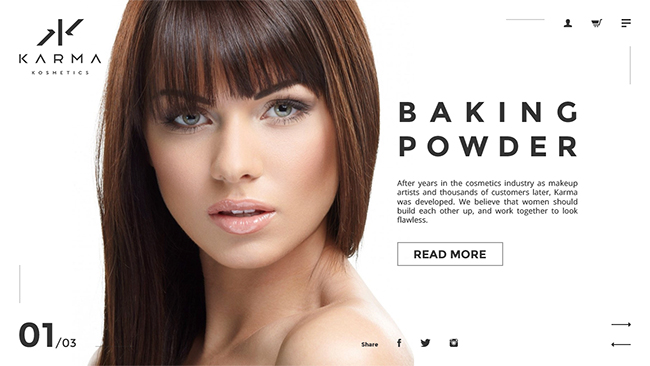 KARMA
KOSMETICS
BAKING
POWDER
After years in the cosmetics industry as makeup
artists and thousands of customers later, Karma
was developed. We believe that women should
build each other up, and work together to look
flawless.
READ MORE
01/03
Share